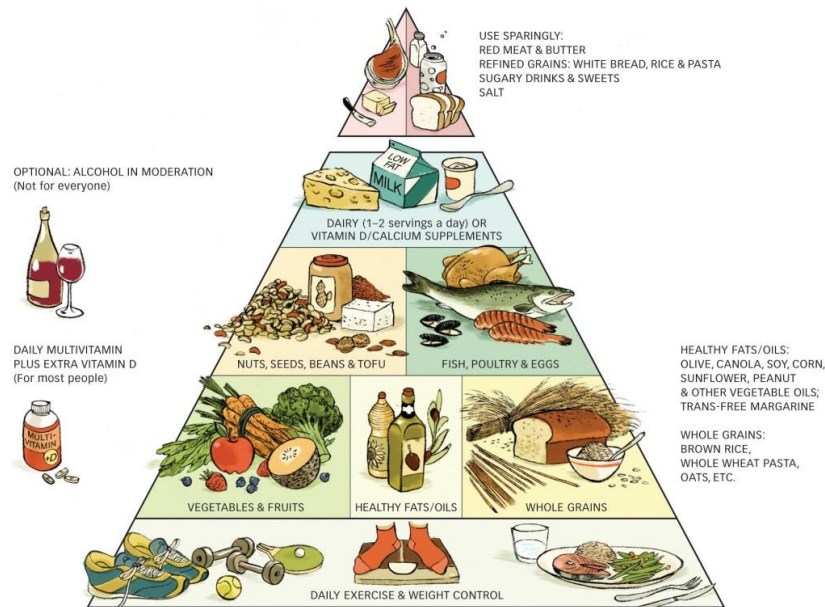 USE SPARINGLY:
RED MEAT & BUTTER
REFINED GRAINS: WHITE BREAD, RICE & PASTA
SUGARY DRINKS & SWEETS
SALT
OPTIONAL: ALCOHOL IN MODERATION
(Not for everyone)
LOW
FAT
MILK
DAIRY (1–2 servings a day) OR
VITAMIN D/CALCIUM SUPPLEMENTS
NUTS, SEEDS, BEANS & TOFU
FISH, POULTRY & EGGS
DAILY MULTIVITAMIN
PLUS EXTRA VITAMIN D
(For most people)
MULTI-
VITAMIN
+D
HEALTHY FATS/OILS:
OLIVE, CANOLA, SOY, CORN,
SUNFLOWER, PEANUT
& OTHER VEGETABLE OILS;
TRANS-FREE MARGARINE
WHOLE GRAINS:
BROWN RICE,
WHOLE WHEAT PASTA,
OATS, ETC.
VEGETABLES & FRUITS
HEALTHY FATS/OILS
WHOLE GRAINS
DAILY EXERCISE & WEIGHT CONTROL